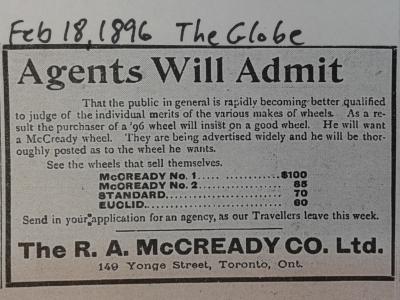 Feb 18, 1896 The Globe
Agents Will Admit
That the public in general is rapidly becoming better qualified
to judge of the individual merits of the various makes of wheels. As a re-
sult the purchaser of a '96 wheel will insist on a good wheel. He will want
a McCready wheel. They are being advertised widely and he will be thor-
oughly posted as to the wheel he wants.
See the wheels that sell themselves.
McCREADY No. 1..................$100
McCREADY No. 2.................. 85
STANDARD........................ 70
EUCLID.......................... 60
Send in your application for an agency, as our Travellers leave this week.
The R. A. McCREADY CO. Ltd.
149 Yonge Street, Toronto, Ont.